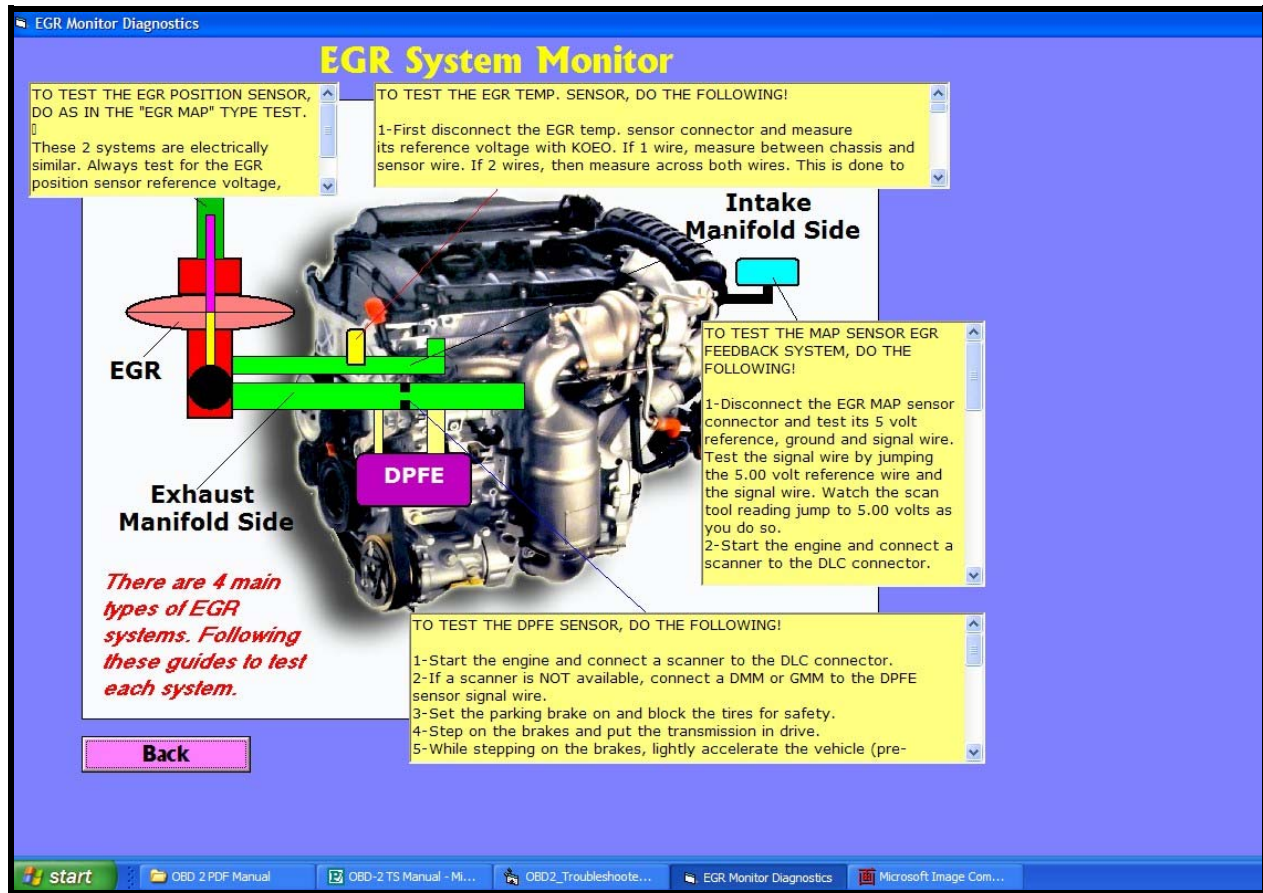 EGR Monitor Diagnostics
EGR System Monitor
TO TEST THE EGR POSITION SENSOR,
DO AS IN THE "EGR MAP" TYPE TEST.
These 2 systems are electrically
similar. Always test for the EGR
position sensor reference voltage,
TO TEST THE EGR TEMP. SENSOR, DO THE FOLLOWING!
1-First disconnect the EGR temp. sensor connector and measure
its reference voltage with KOEO. If 1 wire, measure between chassis and
sensor wire. If 2 wires, then measure across both wires. This is done to
Intake
Manifold Side
EGR
TO TEST THE MAP SENSOR EGR
FEEDBACK SYSTEM, DO THE
FOLLOWING!
1-Disconnect the EGR MAP sensor
connector and test its 5 volt
reference, ground and signal wire.
Test the signal wire by jumping
the 5.00 volt reference wire and
the signal wire. Watch the scan
tool reading jump to 5.00 volts as
you do so.
2-Start the engine and connect a
scanner to the DLC connector.
DPFE
Exhaust
Manifold Side
There are 4 main
types of EGR
systems. Following
these guides to test
each system.
TO TEST THE DPFE SENSOR, DO THE FOLLOWING!
1-Start the engine and connect a scanner to the DLC connector.
2-If a scanner is NOT available, connect a DMM or GMM to the DPFE
sensor signal wire.
3-Set the parking brake on and block the tires for safety.
4-Step on the brakes and put the transmission in drive.
5-While stepping on the brakes, lightly accelerate the vehicle (pre-
Back
start
OBD 2 PDF Manual
OBD-2 TS Manual - Mi...
OBD2_Troubleshoote...
EGR Monitor Diagnostics
Microsoft Image Com...